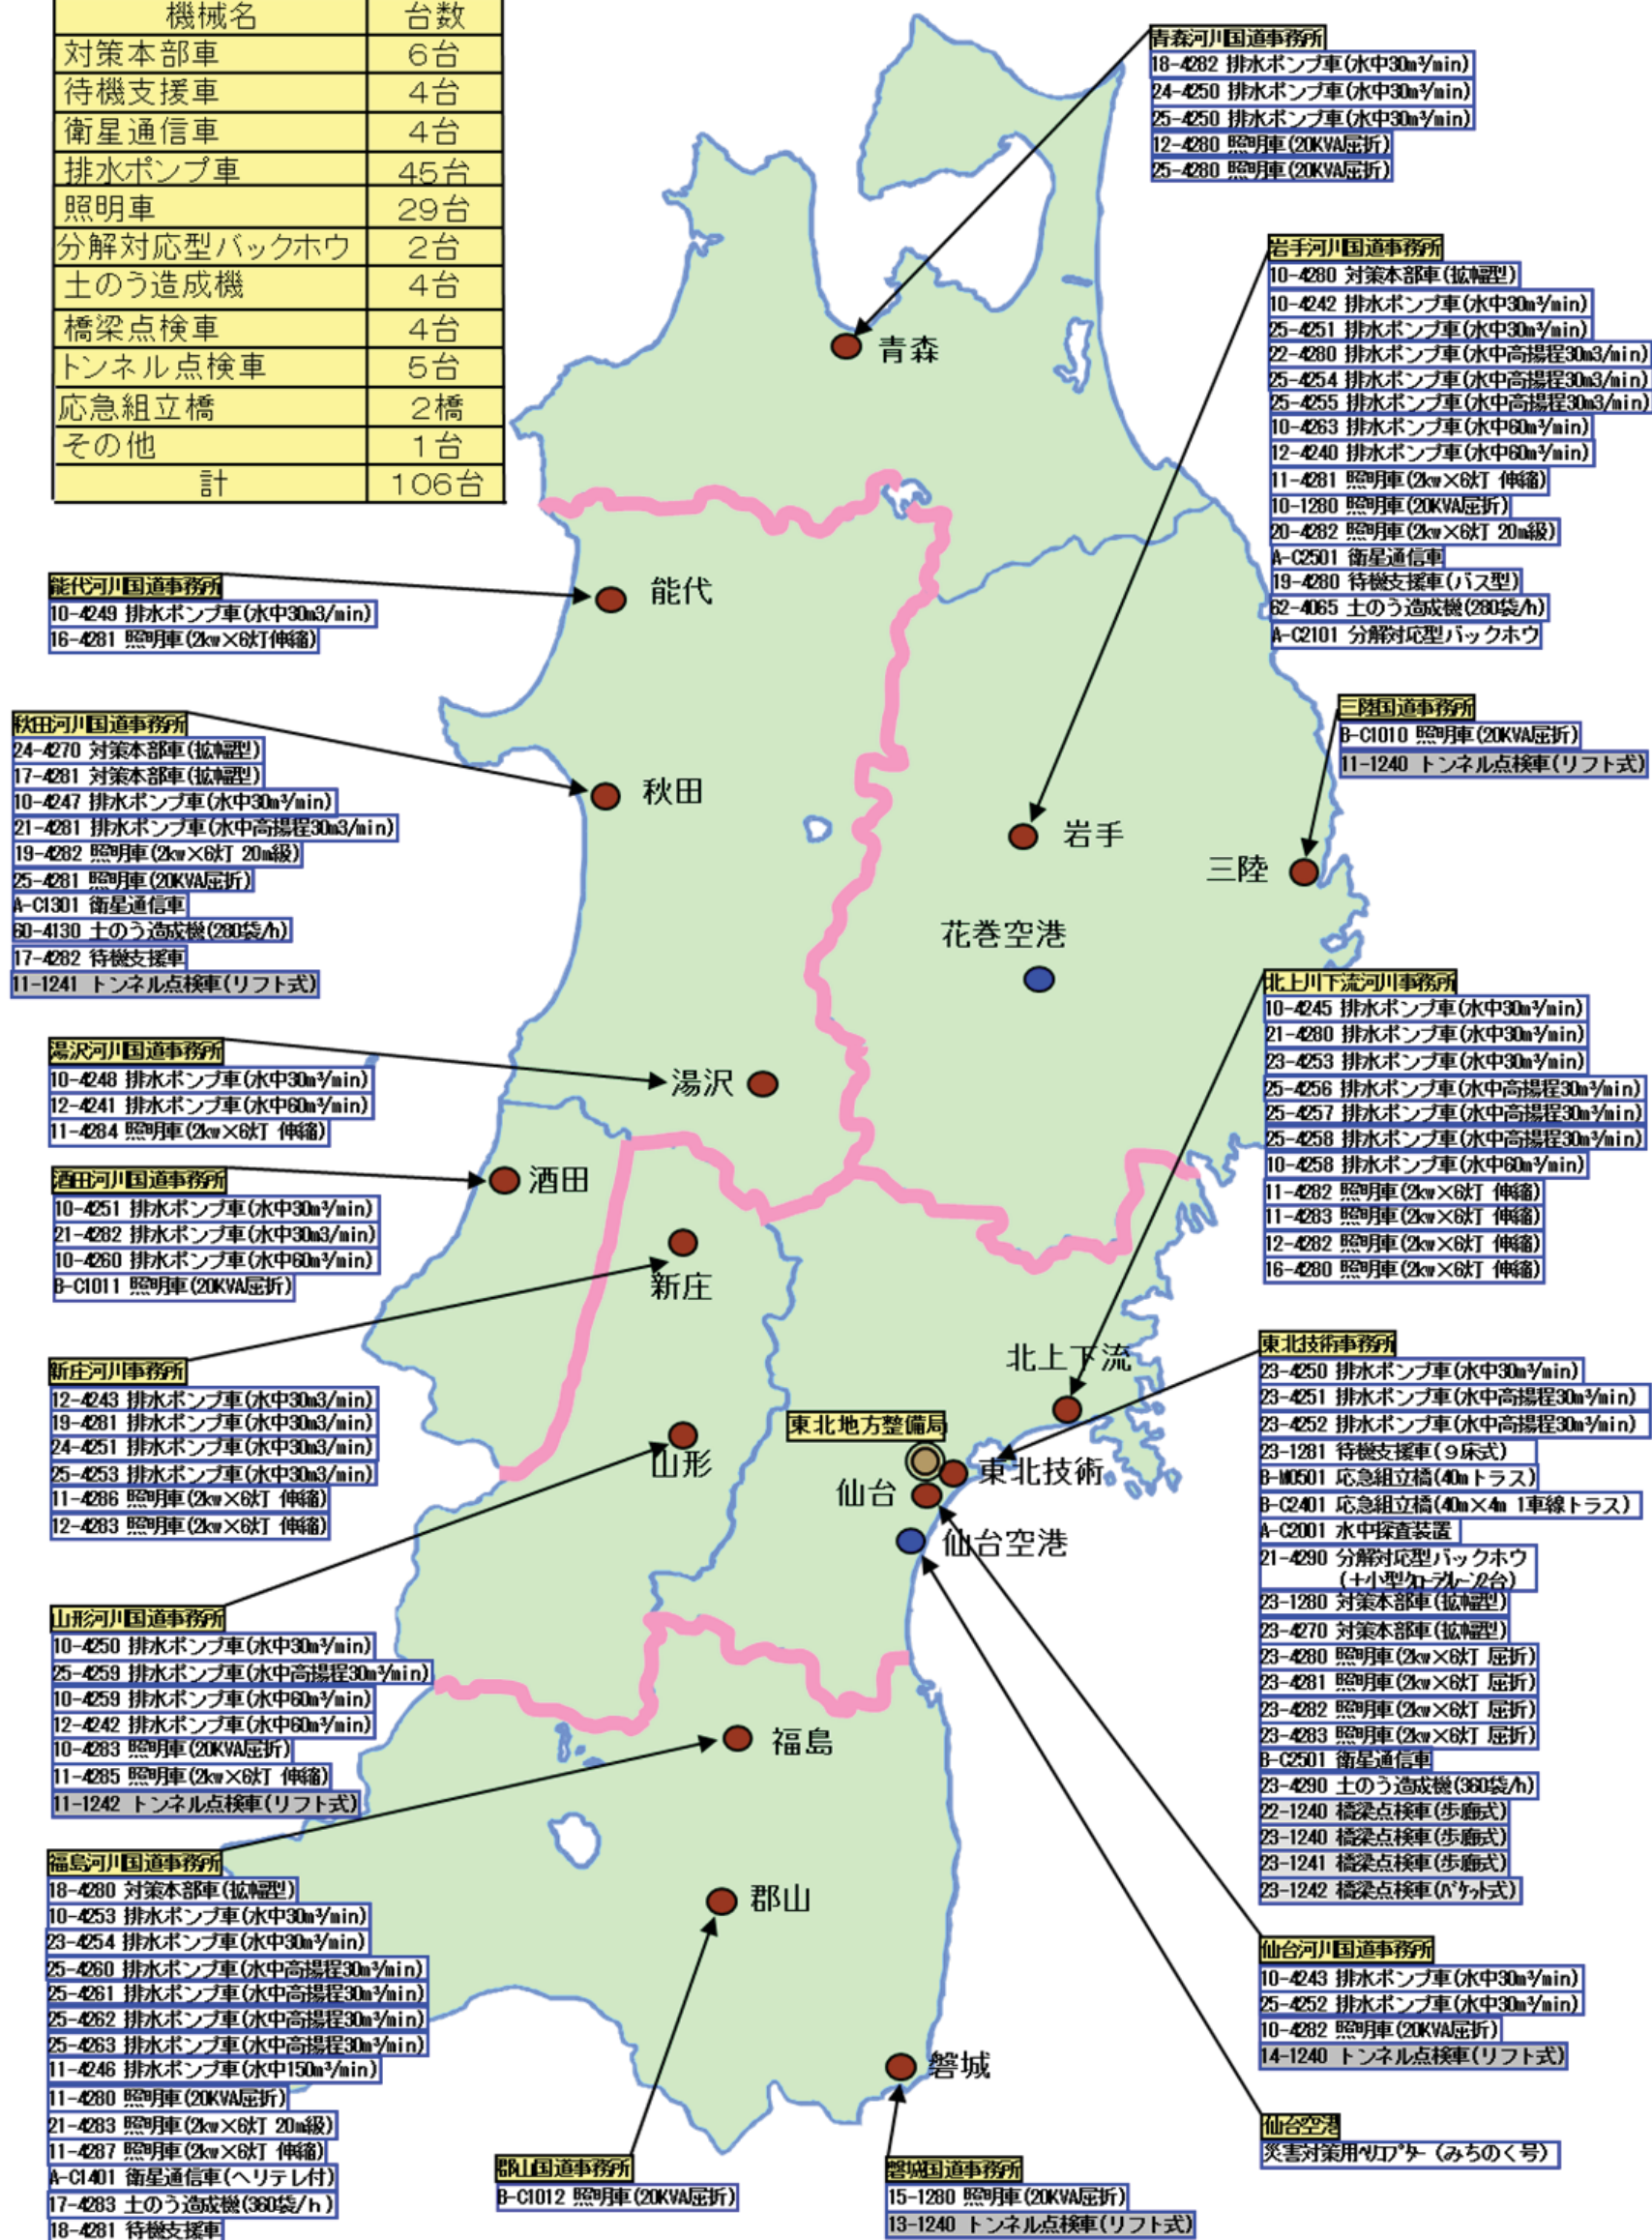 機械名 台数
対策本部車 6台
待機支援車 4台
衛星通信車 4台
排水ポンプ車 45台
照明車 29台
分解対応型バックホウ 2台
土のう造成機 4台
橋梁点検車 4台
トンネル点検車 5台
応急組立橋 2橋
その他 1台
計 106台
青森河川国道事務所
18-4282 排水ポンプ車(水中30m³/min)
24-4250 排水ポンプ車(水中30m³/min)
25-4250 排水ポンプ車(水中30m³/min)
12-4280 照明車(20KVA屈折)
25-4280 照明車(20KVA屈折)
岩手河川国道事務所
10-4280 対策本部車(拡幅型)
10-4242 排水ポンプ車(水中30m³/min)
25-4251 排水ポンプ車(水中30m³/min)
22-4280 排水ポンプ車(水中高揚程30m3/min)
25-4254 排水ポンプ車(水中高揚程30m3/min)
25-4255 排水ポンプ車(水中高揚程30m3/min)
10-4263 排水ポンプ車(水中60m³/min)
12-4240 排水ポンプ車(水中60m³/min)
11-4281 照明車(2kw×6灯 伸縮)
10-1280 照明車(20KVA屈折)
20-4282 照明車(2kw×6灯 20m級)
A-C2501 衛星通信車
19-4280 待機支援車(バス型)
62-4065 土のう造成機(280袋/h)
A-C2101 分解対応型バックホウ
三陸国道事務所
B-C1010 照明車(20KVA屈折)
11-1240 トンネル点検車(リフト式)
北上川下流河川事務所
10-4245 排水ポンプ車(水中30m³/min)
21-4280 排水ポンプ車(水中30m³/min)
23-4253 排水ポンプ車(水中30m³/min)
25-4256 排水ポンプ車(水中高揚程30m³/min)
25-4257 排水ポンプ車(水中高揚程30m³/min)
25-4258 排水ポンプ車(水中高揚程30m³/min)
10-4258 排水ポンプ車(水中60m³/min)
11-4282 照明車(2kw×6灯 伸縮)
11-4283 照明車(2kw×6灯 伸縮)
12-4282 照明車(2kw×6灯 伸縮)
16-4280 照明車(2kw×6灯 伸縮)
東北技術事務所
23-4250 排水ポンプ車(水中30m³/min)
23-4251 排水ポンプ車(水中高揚程30m³/min)
23-4252 排水ポンプ車(水中高揚程30m³/min)
23-1281 待機支援車(9床式)
B-M0501 応急組立橋(40mトラス)
B-C2401 応急組立橋(40m×4m 1車線トラス)
A-C2001 水中探査装置
21-4290 分解対応型バックホウ
(+小型クローラクレーン2台)
23-1280 対策本部車(拡幅型)
23-4270 対策本部車(拡幅型)
23-4280 照明車(2kw×6灯 屈折)
23-4281 照明車(2kw×6灯 屈折)
23-4282 照明車(2kw×6灯 屈折)
23-4283 照明車(2kw×6灯 屈折)
B-C2501 衛星通信車
23-4290 土のう造成機(360袋/h)
22-1240 橋梁点検車(歩廊式)
23-1240 橋梁点検車(歩廊式)
23-1241 橋梁点検車(歩廊式)
23-1242 橋梁点検車(バケット式)
仙台河川国道事務所
10-4243 排水ポンプ車(水中30m³/min)
25-4252 排水ポンプ車(水中30m³/min)
10-4282 照明車(20KVA屈折)
14-1240 トンネル点検車(リフト式)
仙台空港
災害対策用ヘリコプター (みちのく号)
能代河川国道事務所
10-4249 排水ポンプ車(水中30m3/min)
16-4281 照明車(2kw×6灯伸縮)
秋田河川国道事務所
24-4270 対策本部車(拡幅型)
17-4281 対策本部車(拡幅型)
10-4247 排水ポンプ車(水中30m³/min)
21-4281 排水ポンプ車(水中高揚程30m3/min)
19-4282 照明車(2kw×6灯 20m級)
25-4281 照明車(20KVA屈折)
A-C1301 衛星通信車
60-4130 土のう造成機(280袋/h)
17-4282 待機支援車
11-1241 トンネル点検車(リフト式)
湯沢河川国道事務所
10-4248 排水ポンプ車(水中30m³/min)
12-4241 排水ポンプ車(水中60m³/min)
11-4284 照明車(2kw×6灯 伸縮)
酒田河川国道事務所
10-4251 排水ポンプ車(水中30m³/min)
21-4282 排水ポンプ車(水中30m3/min)
10-4260 排水ポンプ車(水中60m³/min)
B-C1011 照明車(20KVA屈折)
新庄河川事務所
12-4243 排水ポンプ車(水中30m3/min)
19-4281 排水ポンプ車(水中30m3/min)
24-4251 排水ポンプ車(水中30m3/min)
25-4253 排水ポンプ車(水中30m3/min)
11-4286 照明車(2kw×6灯 伸縮)
12-4283 照明車(2kw×6灯 伸縮)
山形河川国道事務所
10-4250 排水ポンプ車(水中30m³/min)
25-4259 排水ポンプ車(水中高揚程30m³/min)
10-4259 排水ポンプ車(水中60m³/min)
12-4242 排水ポンプ車(水中60m³/min)
10-4283 照明車(20KVA屈折)
11-4285 照明車(2kw×6灯 伸縮)
11-1242 トンネル点検車(リフト式)
福島河川国道事務所
18-4280 対策本部車(拡幅型)
10-4253 排水ポンプ車(水中30m³/min)
23-4254 排水ポンプ車(水中30m³/min)
25-4260 排水ポンプ車(水中高揚程30m³/min)
25-4261 排水ポンプ車(水中高揚程30m³/min)
25-4262 排水ポンプ車(水中高揚程30m³/min)
25-4263 排水ポンプ車(水中高揚程30m³/min)
11-4246 排水ポンプ車(水中150m³/min)
11-4280 照明車(20KVA屈折)
21-4283 照明車(2kw×6灯 20m級)
11-4287 照明車(2kw×6灯 伸縮)
A-C1401 衛星通信車(ヘリテレ付)
17-4283 土のう造成機(360袋/h)
18-4281 待機支援車
郡山国道事務所
B-C1012 照明車(20KVA屈折)
磐城国道事務所
15-1280 照明車(20KVA屈折)
13-1240 トンネル点検車(リフト式)
青森
能代
秋田
岩手
三陸
花巻空港
湯沢
酒田
新庄
北上下流
東北地方整備局
山形
東北技術
仙台
仙台空港
福島
郡山
磐城